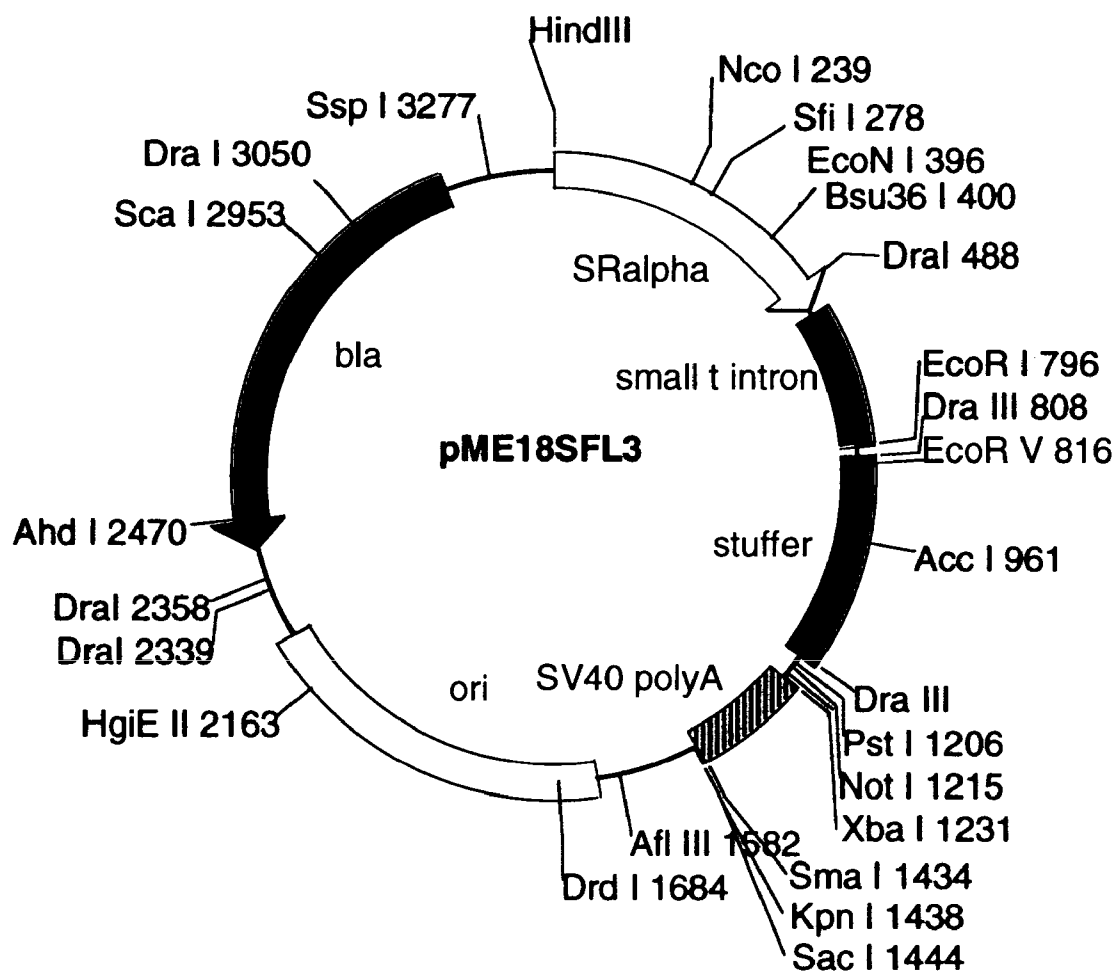 HindIII
Nco I 239
Sfi I 278
EcoN I 396
Bsu36 I 400
DraI 488
EcoR I 796
Dra III 808
EcoR V 816
Acc I 961
Dra III
Pst I 1206
Not I 1215
Xba I 1231
Sma I 1434
Kpn I 1438
Sac I 1444
Afl III 1582
Drd I 1684
HgiE II 2163
DraI 2339
DraI 2358
Ahd I 2470
Sca I 2953
Dra I 3050
Ssp I 3277
SRalpha
small t intron
stuffer
SV40 polyA
ori
bla
pME18SFL3